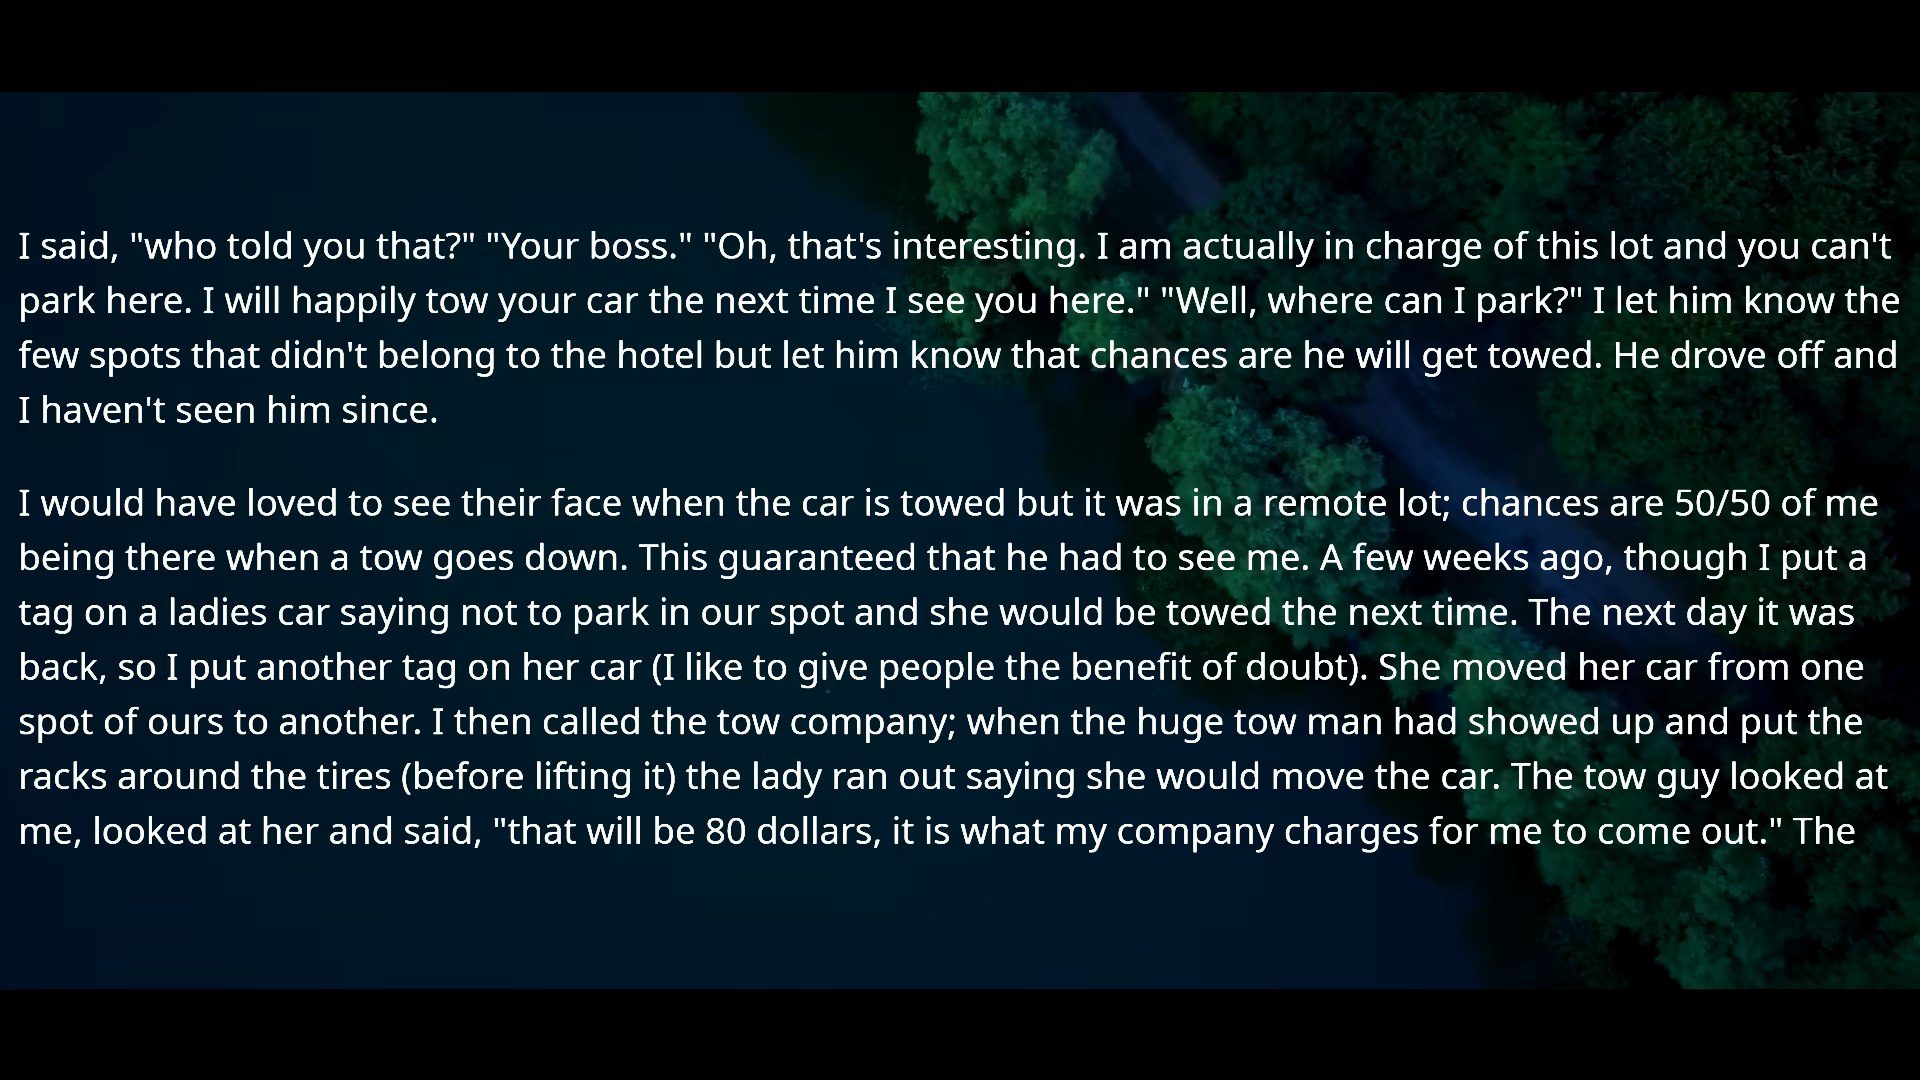 I said, "who told you that?" "Your boss." "Oh, that's interesting. I am actually in charge of this lot and you can't
park here. I will happily tow your car the next time I see you here." "Well, where can I park?" I let him know the
few spots that didn't belong to the hotel but let him know that chances are he will get towed. He drove off and
I haven't seen him since.
I would have loved to see their face when the car is towed but it was in a remote lot; chances are 50/50 of me
being there when a tow goes down. This guaranteed that he had to see me. A few weeks ago, though I put a
tag on a ladies car saying not to park in our spot and she would be towed the next time. The next day it was
back, so I put another tag on her car (I like to give people the benefit of doubt). She moved her car from one
spot of ours to another. I then called the tow company; when the huge tow man had showed up and put the
racks around the tires (before lifting it) the lady ran out saying she would move the car. The tow guy looked at
me, looked at her and said, "that will be 80 dollars, it is what my company charges for me to come out." The